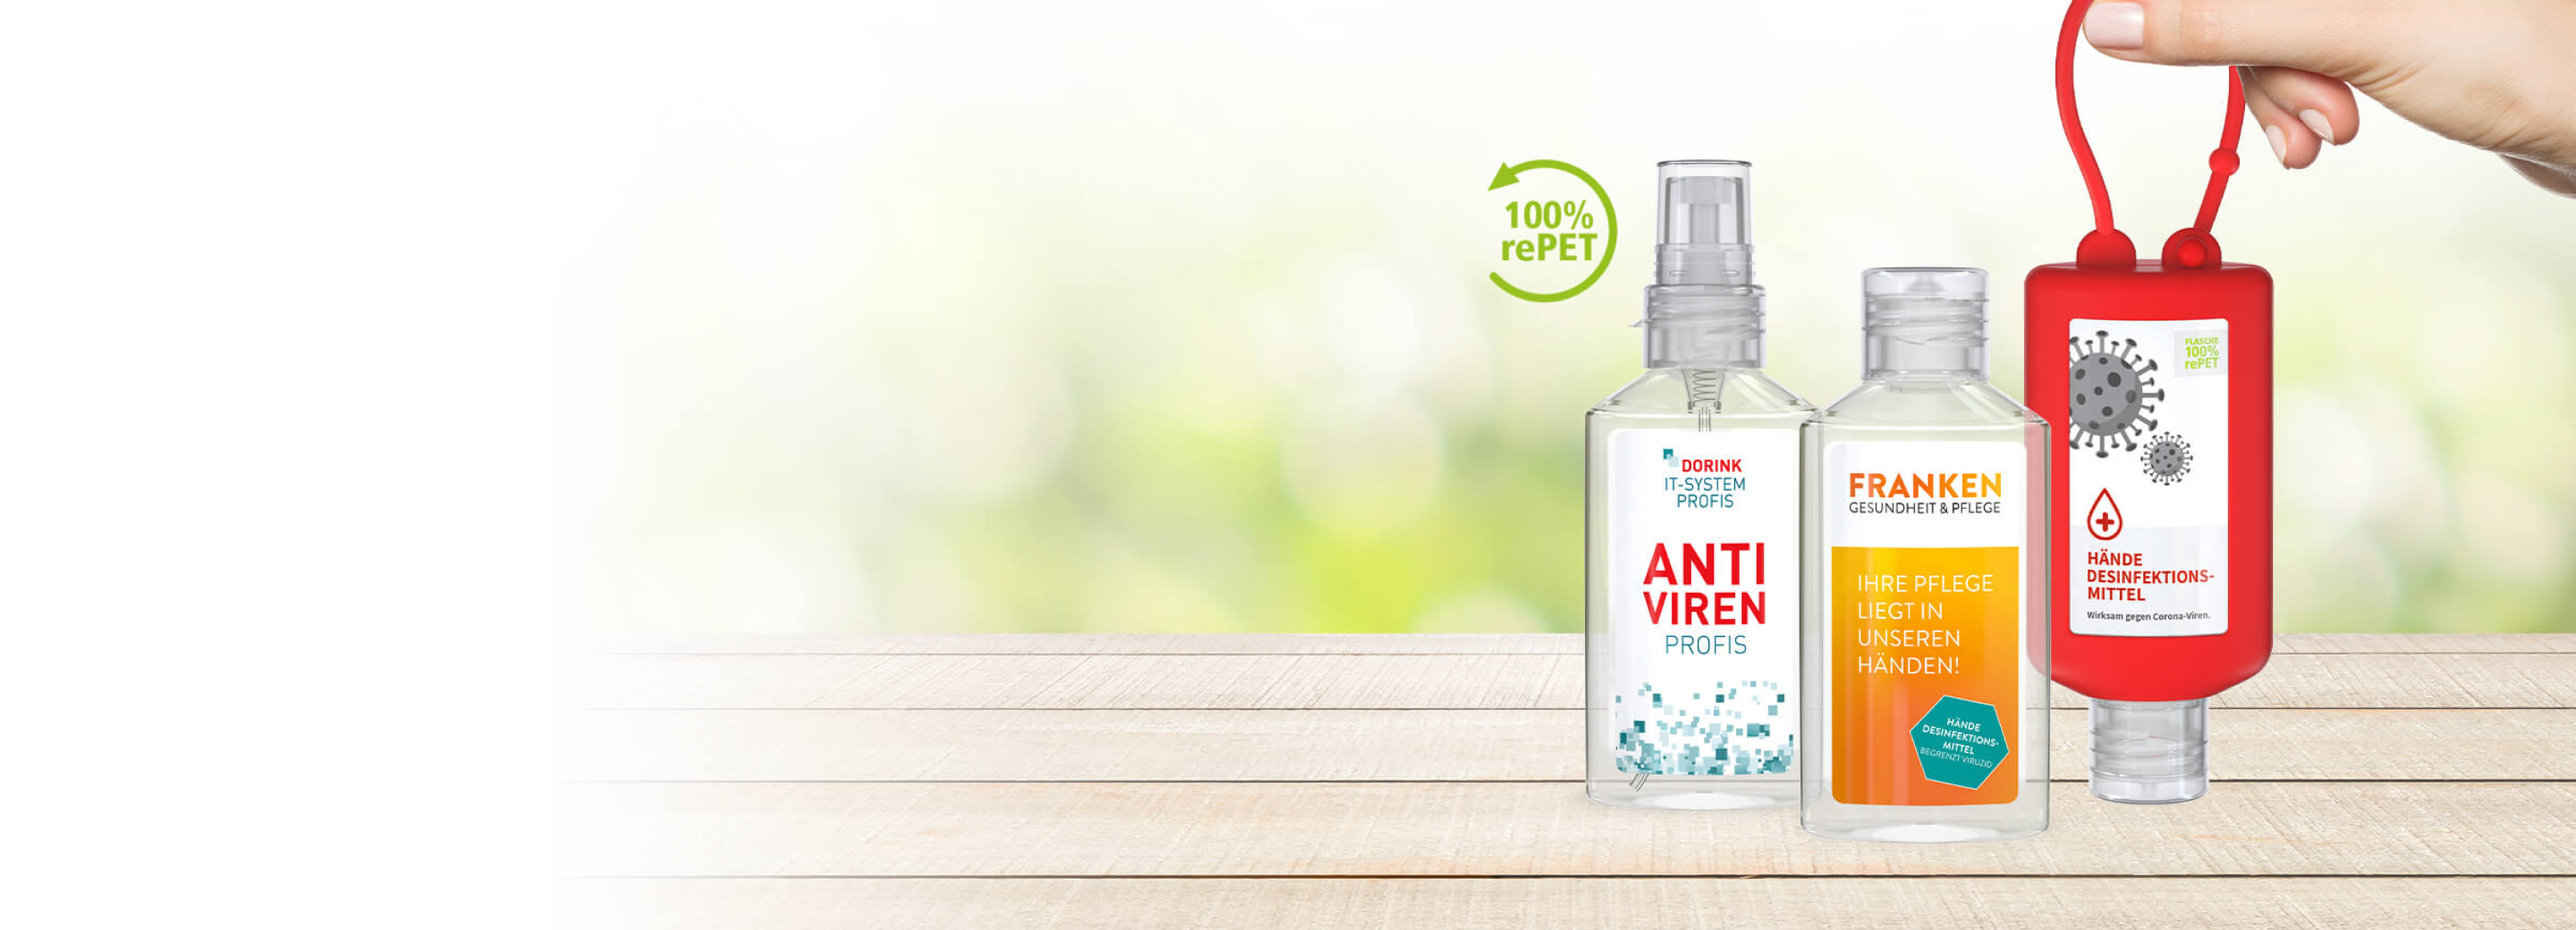 100%
rePET
DORINK
IT-SYSTEM
PROFIS
ANTI
VIREN
PROFIS
FRANKEN
GESUNDHEIT & PFLEGE
IHRE PFLEGE
LIEGT IN
UNSEREN
HÄNDEN!
HÄNDE
DESINFEKTIONS-
MITTEL
BEGRENZT VIRUZID
FLASCHE
100%
rePET
HÄNDE
DESINFEKTIONS-
MITTEL
Wirksam gegen Corona-Viren.